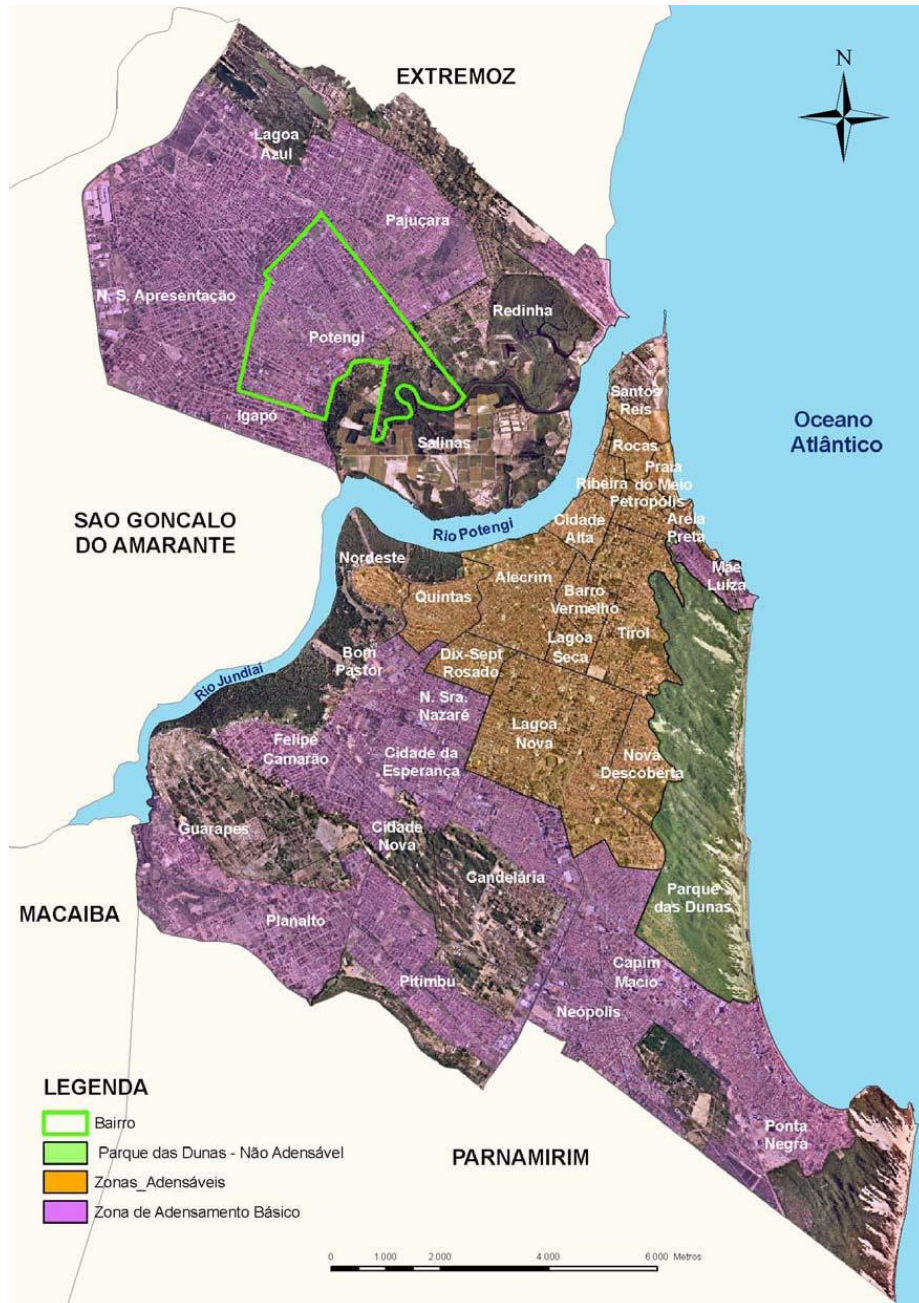 EXTREMOZ
N
Lagoa
Azul
Pajuçara
N. S. Apresentação
Redinha
Potengi
Igapó
Salinas
Santos
Reis
Oceano
Atlântico
Rocas
Praia
do Meio
Ribeira
Petrópolis
SAO GONCALO
DO AMARANTE
Rio Potengi
Cidade
Alta
Areia
Preta
Nordeste
Mãe
Luiza
Alecrim
Quintas
Barro
Vermelho
Tirol
Lagoa
Seca
Bom
Pastor
Dix-Sept
Rosado
Rio Jundiaí
N. Sra.
Nazaré
Lagoa
Nova
Felipe
Camarão
Cidade da
Esperança
Nova
Descoberta
Guarapes
Cidade
Nova
Candelária
Parque
das Dunas
MACAIBA
Planalto
Capim
Macio
Pitimbu
Neópolis
LEGENDA
Bairro
Parque das Dunas - Não Adensável
Zonas_Adensáveis
Zona de Adensamento Básico
Ponta
Negra
PARNAMIRIM
0 1.000 2.000 4.000 6.000 Metros